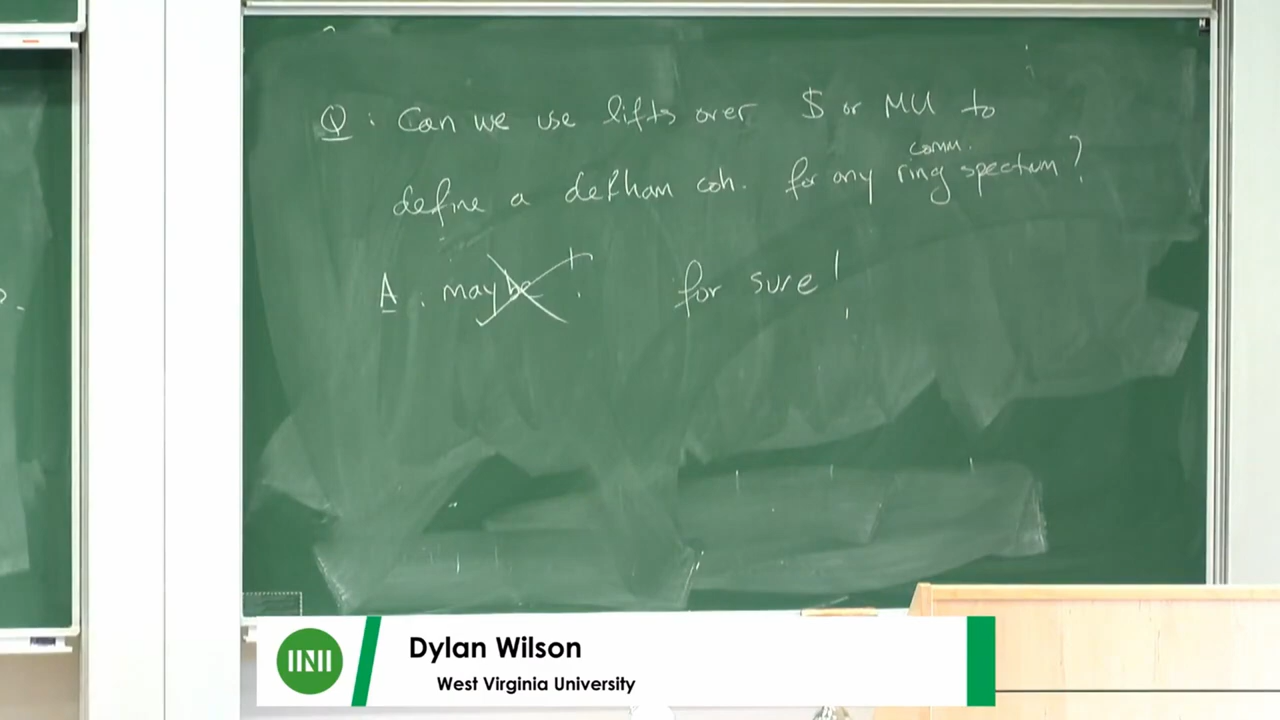 Q : Can we use lifts over $ or MU to
comm.
define a deRham coh. for any ring spectrum?
A : maybe. for sure!
Dylan Wilson
West Virginia University